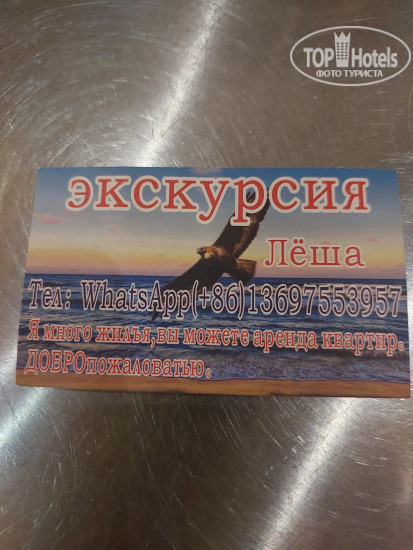 TOP Hotels
ФОТО ТУРИСТА
экскурсия
Лёша
Тел: WhatsApp(+86)13697553957
Я много жилья,вы можете аренда квартир。
ДОБРОпожаловатью。